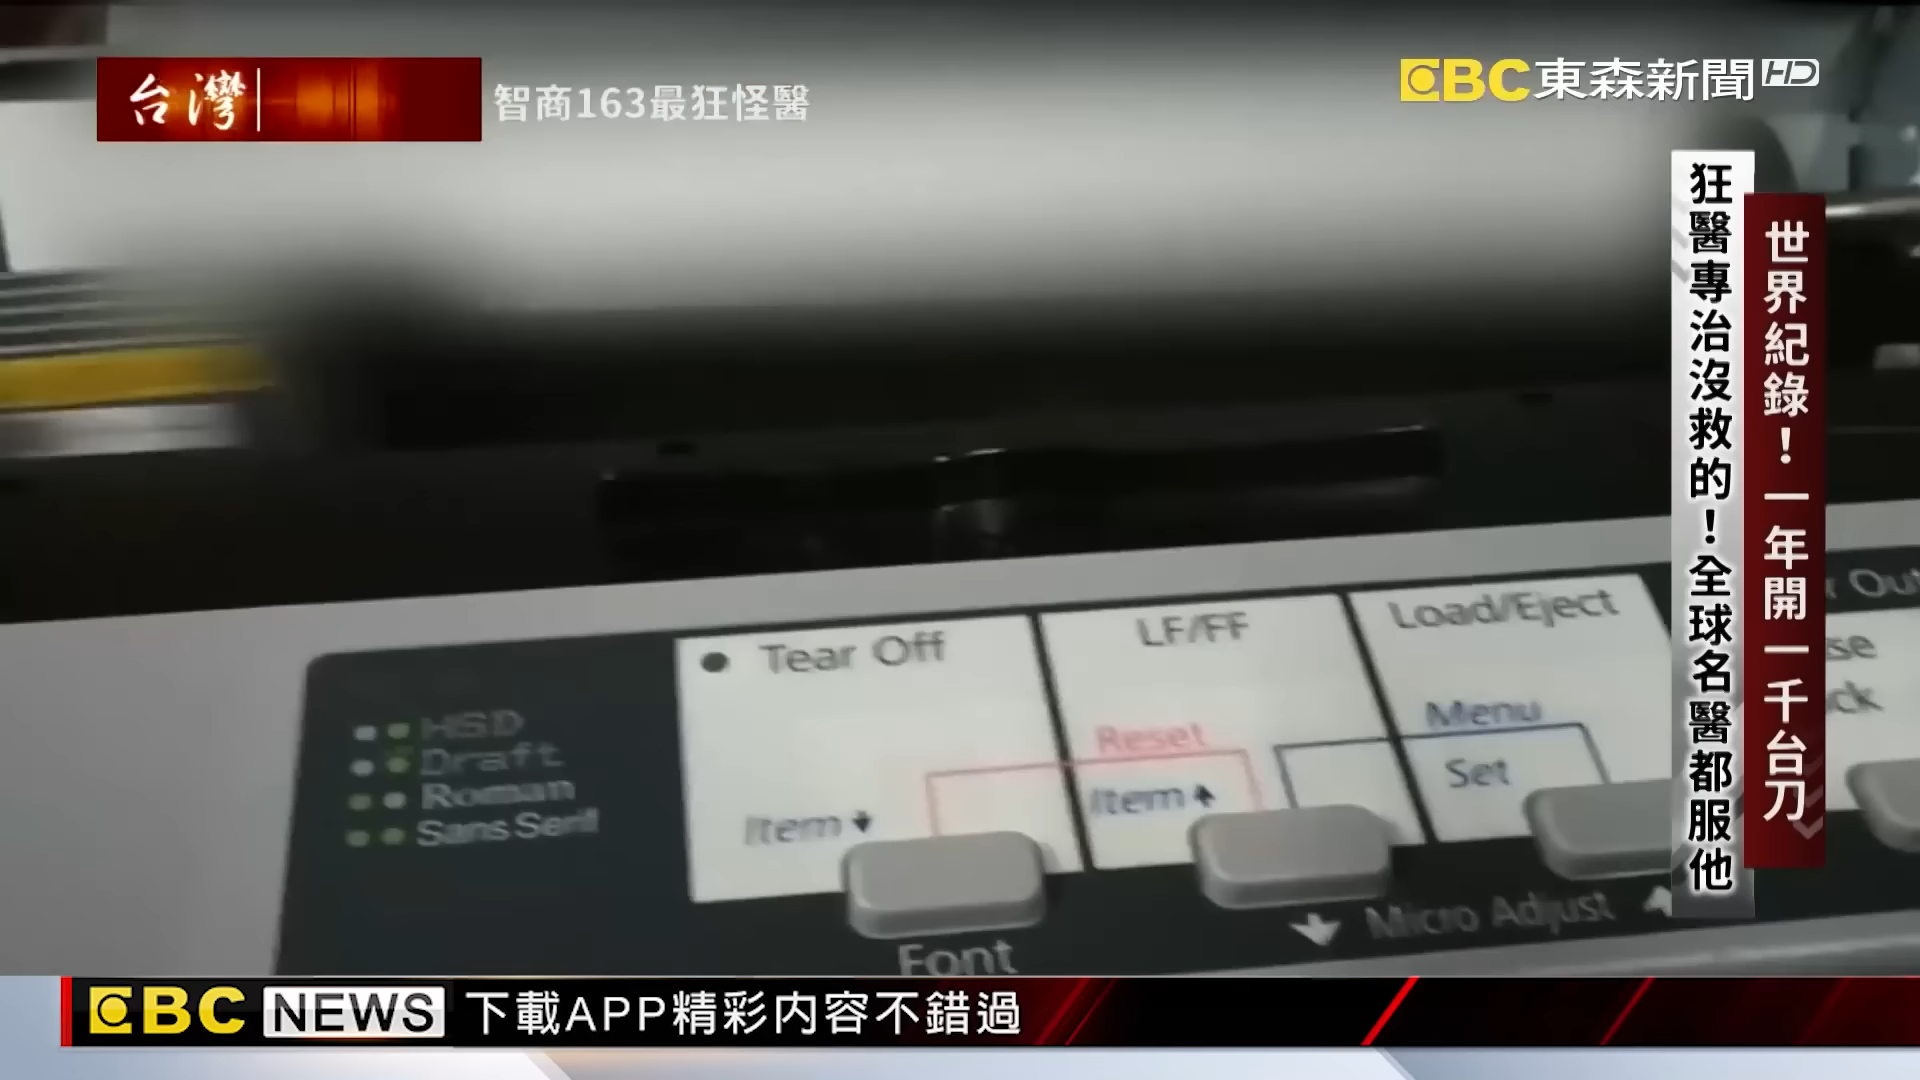 台灣
智商163最狂怪醫
EBC東森新聞HD
世界紀錄！一年開一千台刀
狂醫專治沒救的！全球名醫都服他
Tear Off
LF/FF
Load/Eject
Out
HSD
Draft
Roman
Sans Serif
Reset
Menu
Item
Item
Set
Font
Micro Adjust
EBC NEWS 下載APP精彩內容不錯過